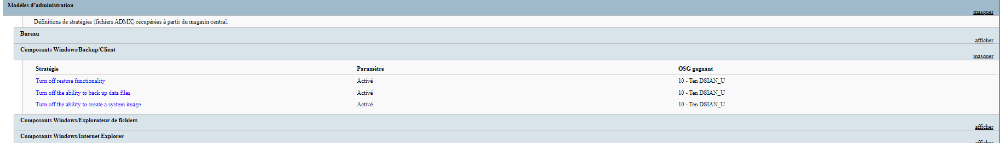 Modèles d'administration
masquer
Définitions de stratégies (fichiers ADMX) récupérées à partir du magasin central.
Bureau
afficher
Composants Windows/Backup/Client
masquer
Stratégie Paramètre OSG gagnant
Turn off restore functionality Activé 10 - Ten DSIAN_U
Turn off the ability to back up data files Activé 10 - Ten DSIAN_U
Turn off the ability to create a system image Activé 10 - Ten DSIAN_U
Composants Windows/Explorateur de fichiers
afficher
Composants Windows/Internet Explorer
afficher